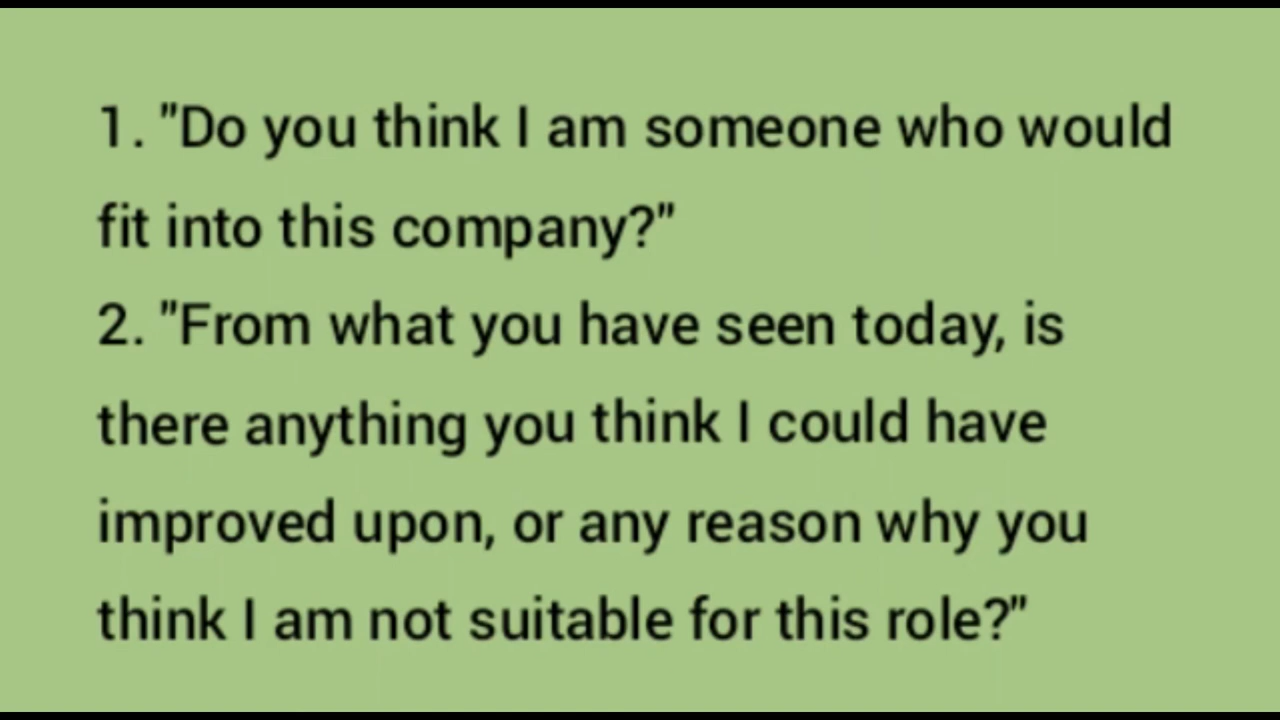 1. "Do you think I am someone who would
fit into this company?"
2. "From what you have seen today, is
there anything you think I could have
improved upon, or any reason why you
think I am not suitable for this role?"